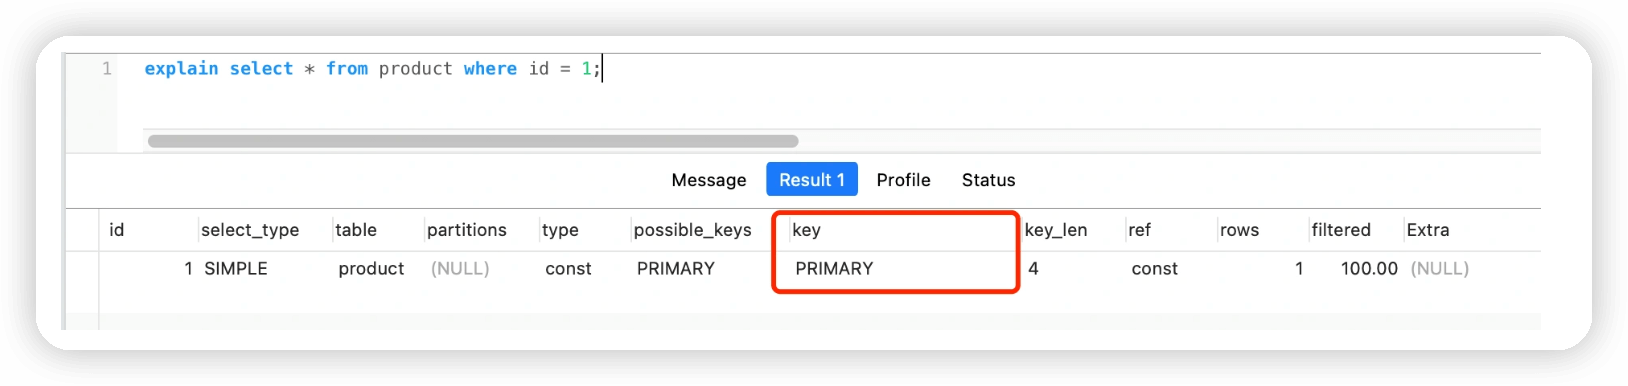 1 explain select * from product where id = 1;
Message Result 1 Profile Status
id select_type table partitions type possible_keys key key_len ref rows filtered Extra
1 SIMPLE product (NULL) const PRIMARY PRIMARY 4 const 1 100.00 (NULL)